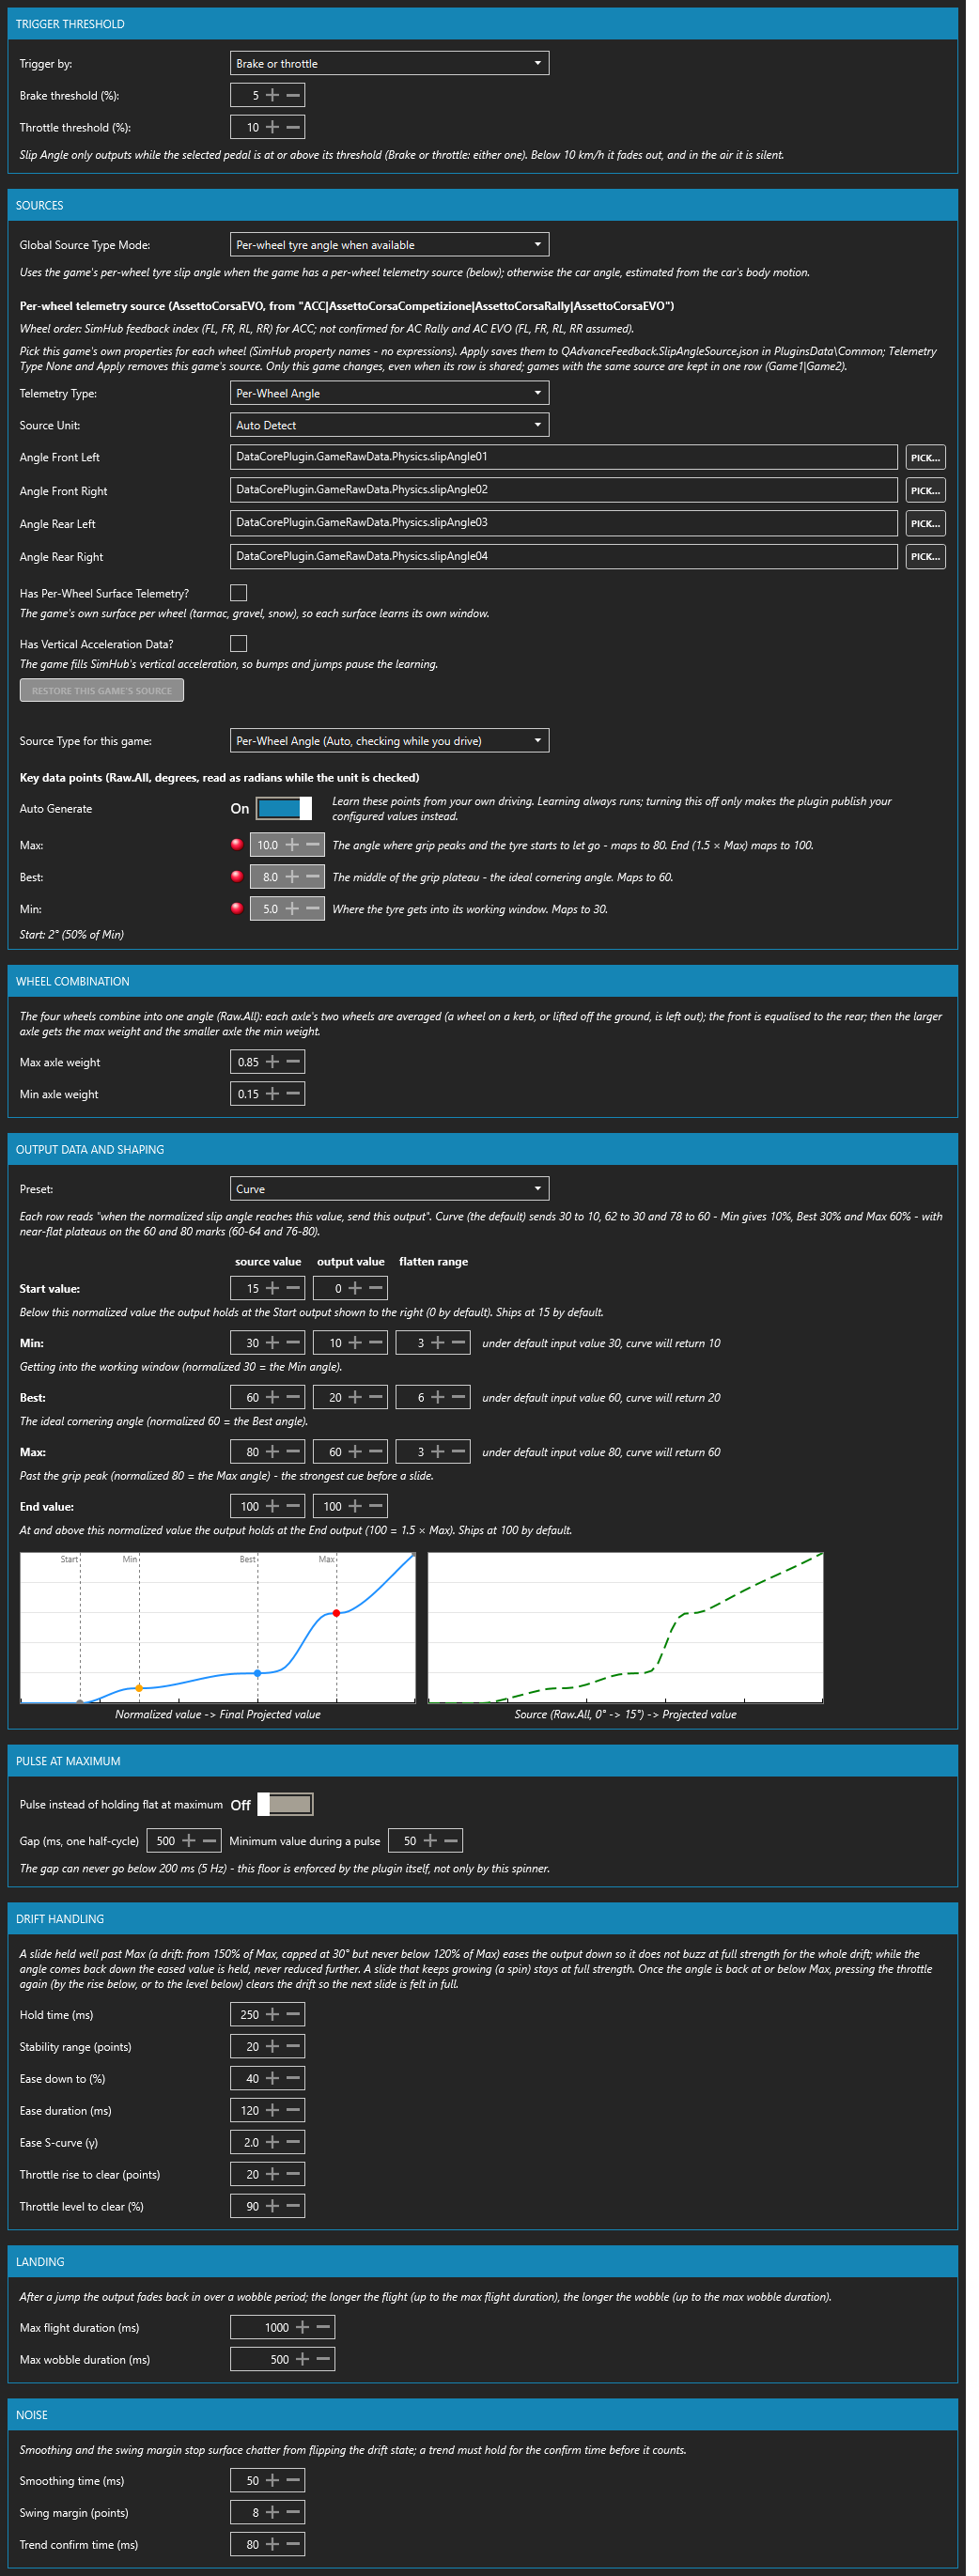 TRIGGER THRESHOLD
Trigger by: Brake or throttle
Brake threshold (%): 5
Throttle threshold (%): 10
Slip Angle only outputs while the selected pedal is at or above its threshold (Brake or throttle: either one). Below 10 km/h it fades out, and in the air it is silent.
SOURCES
Global Source Type Mode: Per-wheel tyre angle when available
Uses the game's per-wheel tyre slip angle when the game has a per-wheel telemetry source (below); otherwise the car angle, estimated from the car's body motion.
Per-wheel telemetry source (AssettoCorsaEVO, from "ACC|AssettoCorsaCompetizione|AssettoCorsaRally|AssettoCorsaEVO")
Wheel order: SimHub feedback index (FL, FR, RL, RR) for ACC; not confirmed for AC Rally and AC EVO (FL, FR, RL, RR assumed).
Pick this game's own properties for each wheel (SimHub property names - no expressions). Apply saves them to QAdvanceFeedback.SlipAngleSource.json in PluginsData\Common; Telemetry
Type None and Apply removes this game's source. Only this game changes, even when its row is shared; games with the same source are kept in one row (Game1|Game2).
Telemetry Type: Per-Wheel Angle
Source Unit: Auto Detect
Angle Front Left DataCorePlugin.GameRawData.Physics.slipAngle01 PICK...
Angle Front Right DataCorePlugin.GameRawData.Physics.slipAngle02 PICK...
Angle Rear Left DataCorePlugin.GameRawData.Physics.slipAngle03 PICK...
Angle Rear Right DataCorePlugin.GameRawData.Physics.slipAngle04 PICK...
Has Per-Wheel Surface Telemetry?
The game's own surface per wheel (tarmac, gravel, snow), so each surface learns its own window.
Has Vertical Acceleration Data?
The game fills SimHub's vertical acceleration, so bumps and jumps pause the learning.
RESTORE THIS GAME'S SOURCE
Source Type for this game: Per-Wheel Angle (Auto, checking while you drive)
Key data points (Raw.All, degrees, read as radians while the unit is checked)
Auto Generate On Learn these points from your own driving. Learning always runs; turning this off only makes the plugin publish your
configured values instead.
Max: 10.0 The angle where grip peaks and the tyre starts to let go - maps to 80. End (1.5 × Max) maps to 100.
Best: 8.0 The middle of the grip plateau - the ideal cornering angle. Maps to 60.
Min: 5.0 Where the tyre gets into its working window. Maps to 30.
Start: 2° (50% of Min)
WHEEL COMBINATION
The four wheels combine into one angle (Raw.All): each axle's two wheels are averaged (a wheel on a kerb, or lifted off the ground, is left out); the front is equalised to the rear; then the larger
axle gets the max weight and the smaller axle the min weight.
Max axle weight 0.85
Min axle weight 0.15
OUTPUT DATA AND SHAPING
Preset: Curve
Each row reads "when the normalized slip angle reaches this value, send this output". Curve (the default) sends 30 to 10, 62 to 30 and 78 to 60 - Min gives 10%, Best 30% and Max 60% - with
near-flat plateaus on the 60 and 80 marks (60-64 and 76-80).
source value output value flatten range
Start value: 15 0
Below this normalized value the output holds at the Start output shown to the right (0 by default). Ships at 15 by default.
Min: 30 10 3 under default input value 30, curve will return 10
Getting into the working window (normalized 30 = the Min angle).
Best: 60 20 6 under default input value 60, curve will return 20
The ideal cornering angle (normalized 60 = the Best angle).
Max: 80 60 3 under default input value 80, curve will return 60
Past the grip peak (normalized 80 = the Max angle) - the strongest cue before a slide.
End value: 100 100
At and above this normalized value the output holds at the End output (100 = 1.5 × Max). Ships at 100 by default.
Start Min Best Max
Normalized value -> Final Projected value
Source (Raw.All, 0° -> 15°) -> Projected value
PULSE AT MAXIMUM
Pulse instead of holding flat at maximum Off
Gap (ms, one half-cycle) 500 Minimum value during a pulse 50
The gap can never go below 200 ms (5 Hz) - this floor is enforced by the plugin itself, not only by this spinner.
DRIFT HANDLING
A slide held well past Max (a drift: from 150% of Max, capped at 30° but never below 120% of Max) eases the output down so it does not buzz at full strength for the whole drift; while the
angle comes back down the eased value is held, never reduced further. A slide that keeps growing (a spin) stays at full strength. Once the angle is back at or below Max, pressing the throttle
again (by the rise below, or to the level below) clears the drift so the next slide is felt in full.
Hold time (ms) 250
Stability range (points) 20
Ease down to (%) 40
Ease duration (ms) 120
Ease S-curve (γ) 2.0
Throttle rise to clear (points) 20
Throttle level to clear (%) 90
LANDING
After a jump the output fades back in over a wobble period; the longer the flight (up to the max flight duration), the longer the wobble (up to the max wobble duration).
Max flight duration (ms) 1000
Max wobble duration (ms) 500
NOISE
Smoothing and the swing margin stop surface chatter from flipping the drift state; a trend must hold for the confirm time before it counts.
Smoothing time (ms) 50
Swing margin (points) 8
Trend confirm time (ms) 80